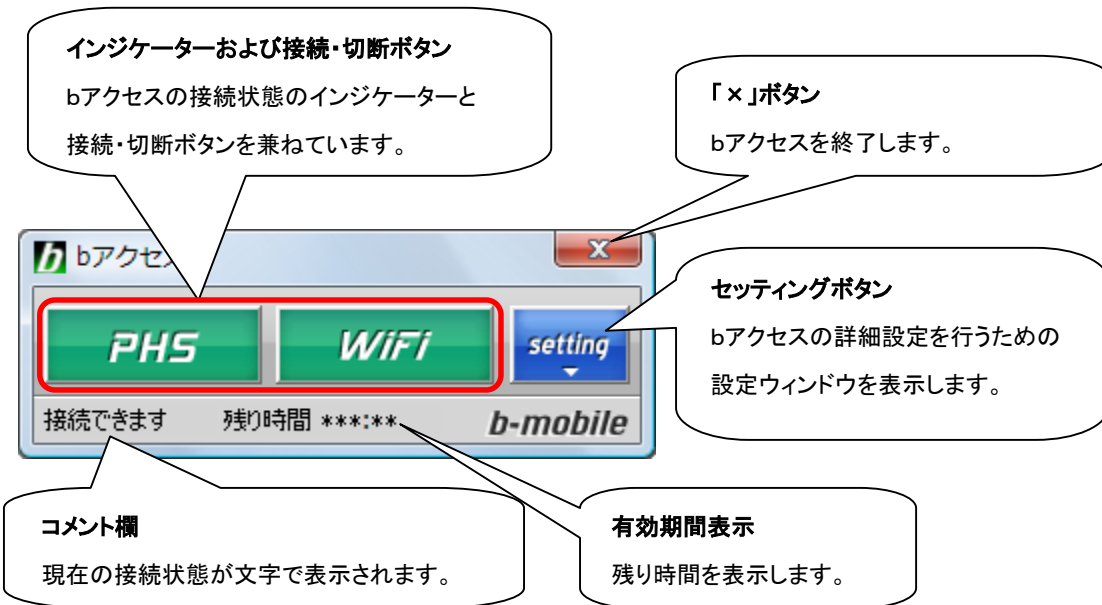 インジケーターおよび接続・切断ボタン
bアクセスの接続状態のインジケーターと
接続・切断ボタンを兼ねています。
「×」ボタン
bアクセスを終了します。
b bアクセス
x
PHS
WiFi
setting
セッティングボタン
bアクセスの詳細設定を行うための
設定ウィンドウを表示します。
接続できます 残り時間 ***:** b-mobile
コメント欄
現在の接続状態が文字で表示されます。
有効期間表示
残り時間を表示します。